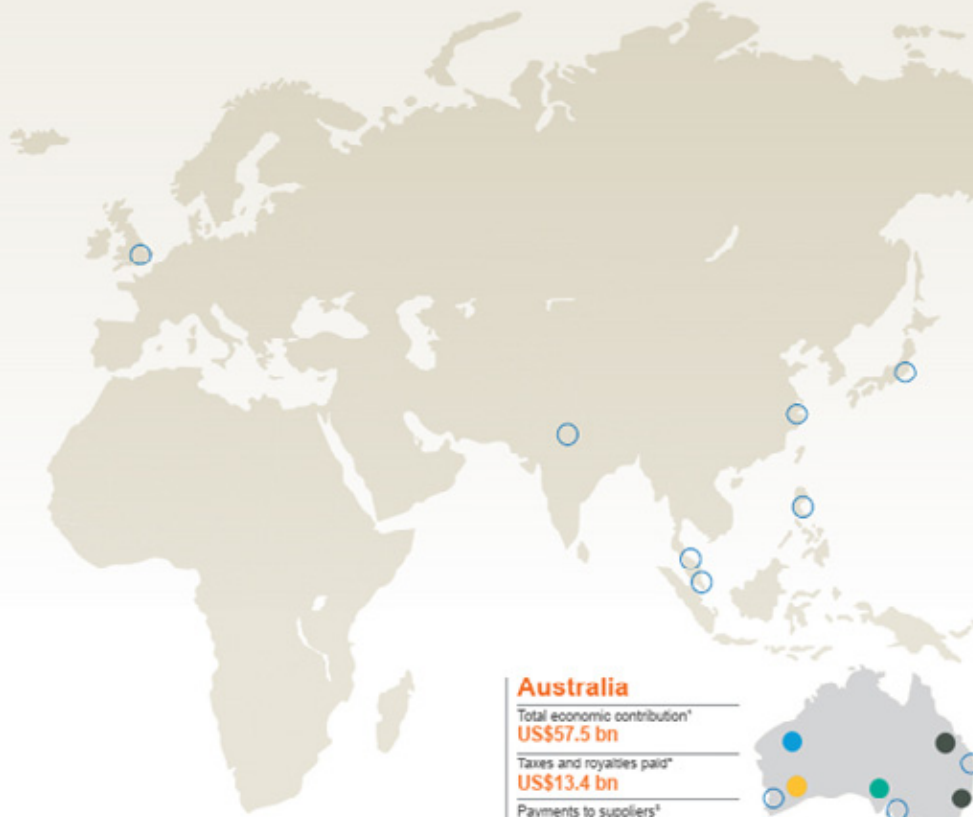 Australia
Total economic contribution*
US$57.5 bn
Taxes and royalties paid*
US$13.4 bn
Payments to suppliers